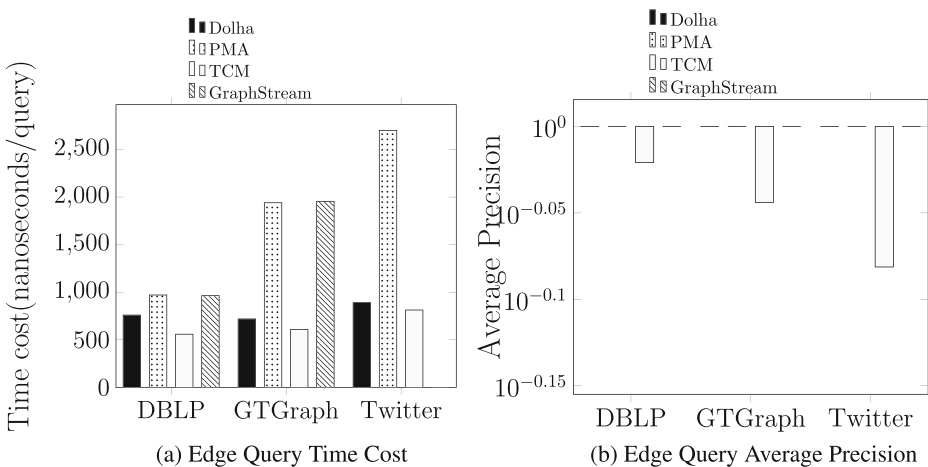 Dolha
PMA
TCM
GraphStream
Time cost(nanoseconds/query)
2,500
2,000
1,500
1,000
500
0
DBLP GTGraph Twitter
(a) Edge Query Time Cost
Dolha
PMA
TCM
GraphStream
Average Precision
10^0
10^−0.05
10^−0.1
10^−0.15
DBLP GTGraph Twitter
(b) Edge Query Average Precision